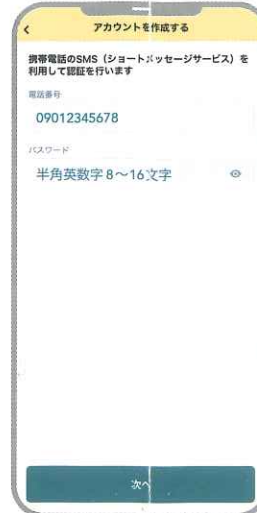 アカウントを作成する
携帯電話のSMS（ショートメッセージサービス）を
利用して認証を行います
電話番号
09012345678
パスワード
半角英数字8〜16文字
次へ